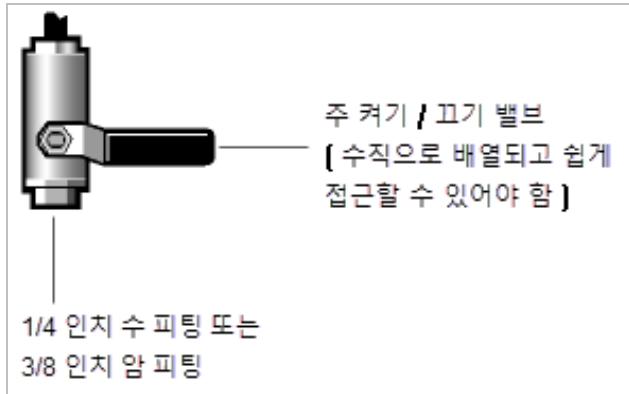 주 켜기 / 끄기 밸브
( 수직으로 배열되고 쉽게
접근할 수 있어야 함 )
1/4 인치 수 피팅 또는
3/8 인치 암 피팅